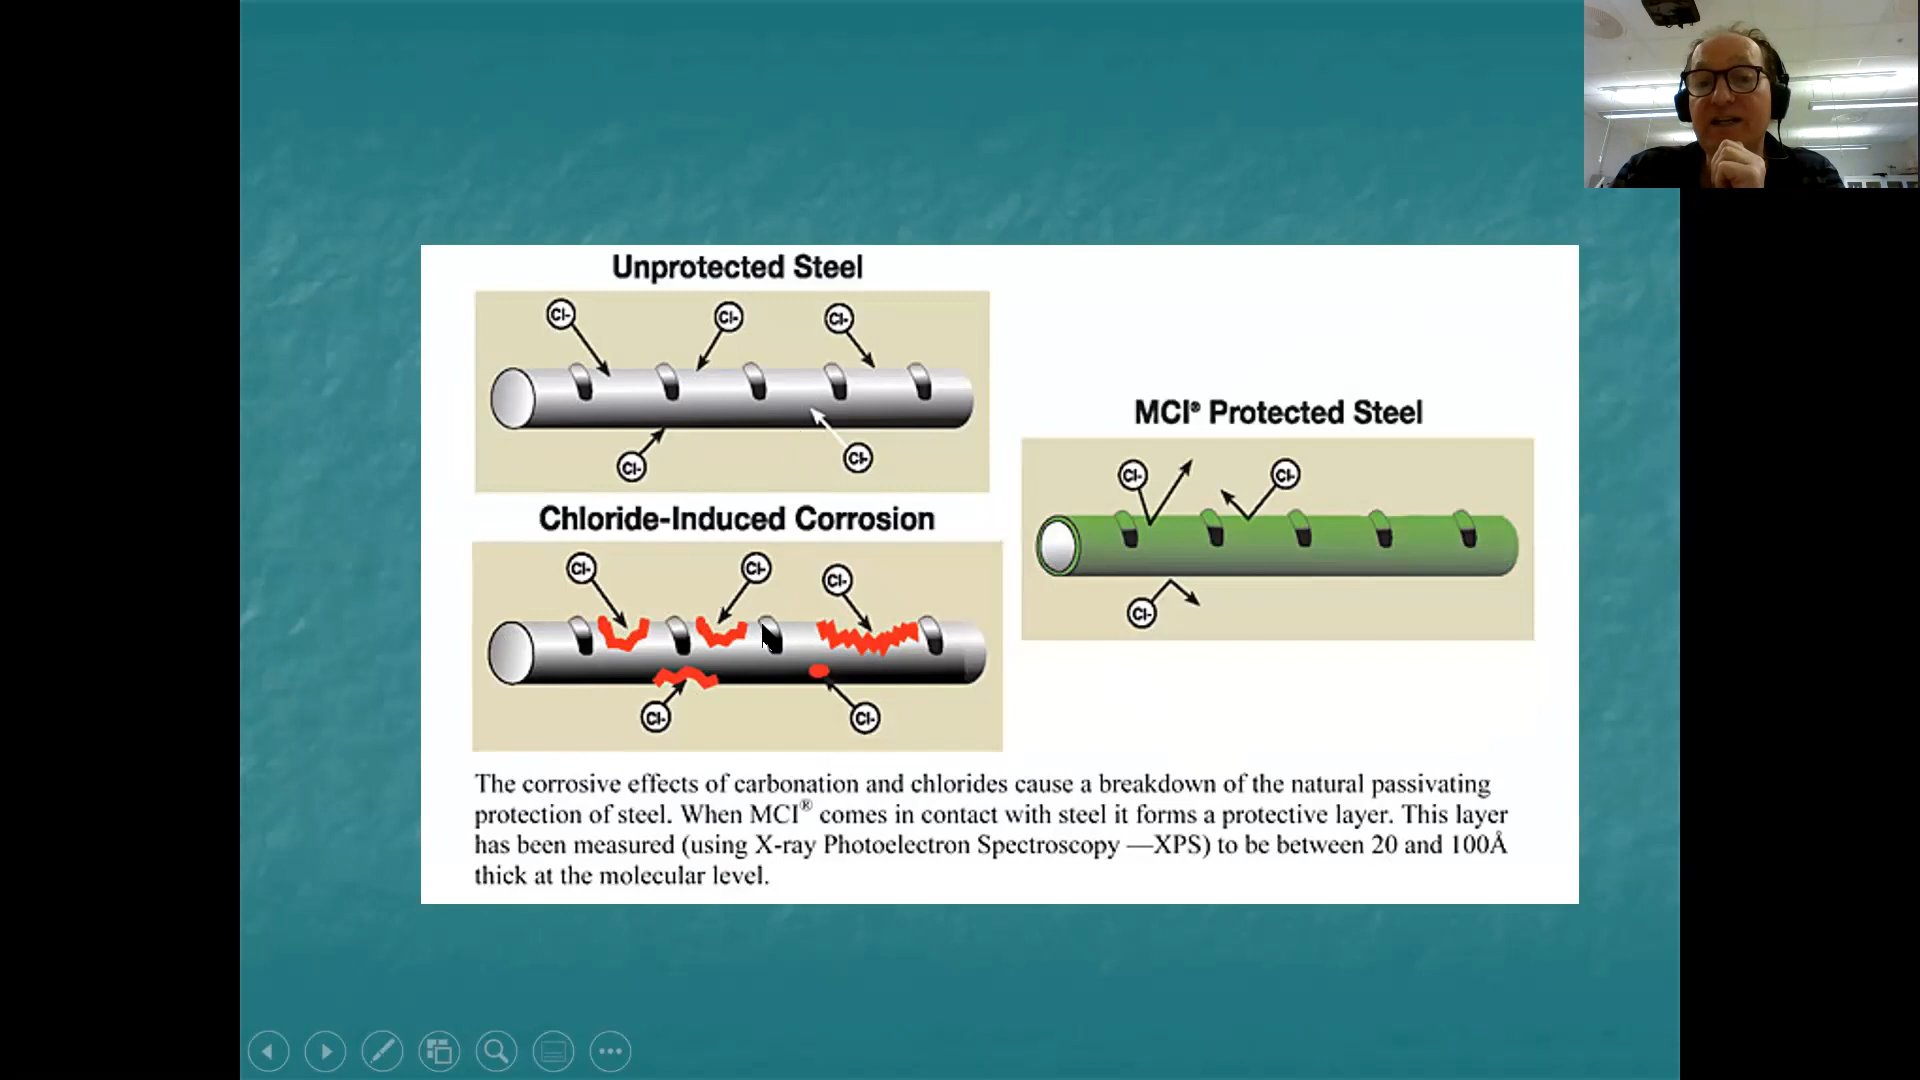 Unprotected Steel
Cl-
Cl-
Cl-
Cl-
Cl-
Chloride-Induced Corrosion
Cl-
Cl-
Cl-
Cl-
Cl-
MCI® Protected Steel
Cl-
Cl-
Cl-
The corrosive effects of carbonation and chlorides cause a breakdown of the natural passivating
protection of steel. When MCI® comes in contact with steel it forms a protective layer. This layer
has been measured (using X-ray Photoelectron Spectroscopy —XPS) to be between 20 and 100Å
thick at the molecular level.